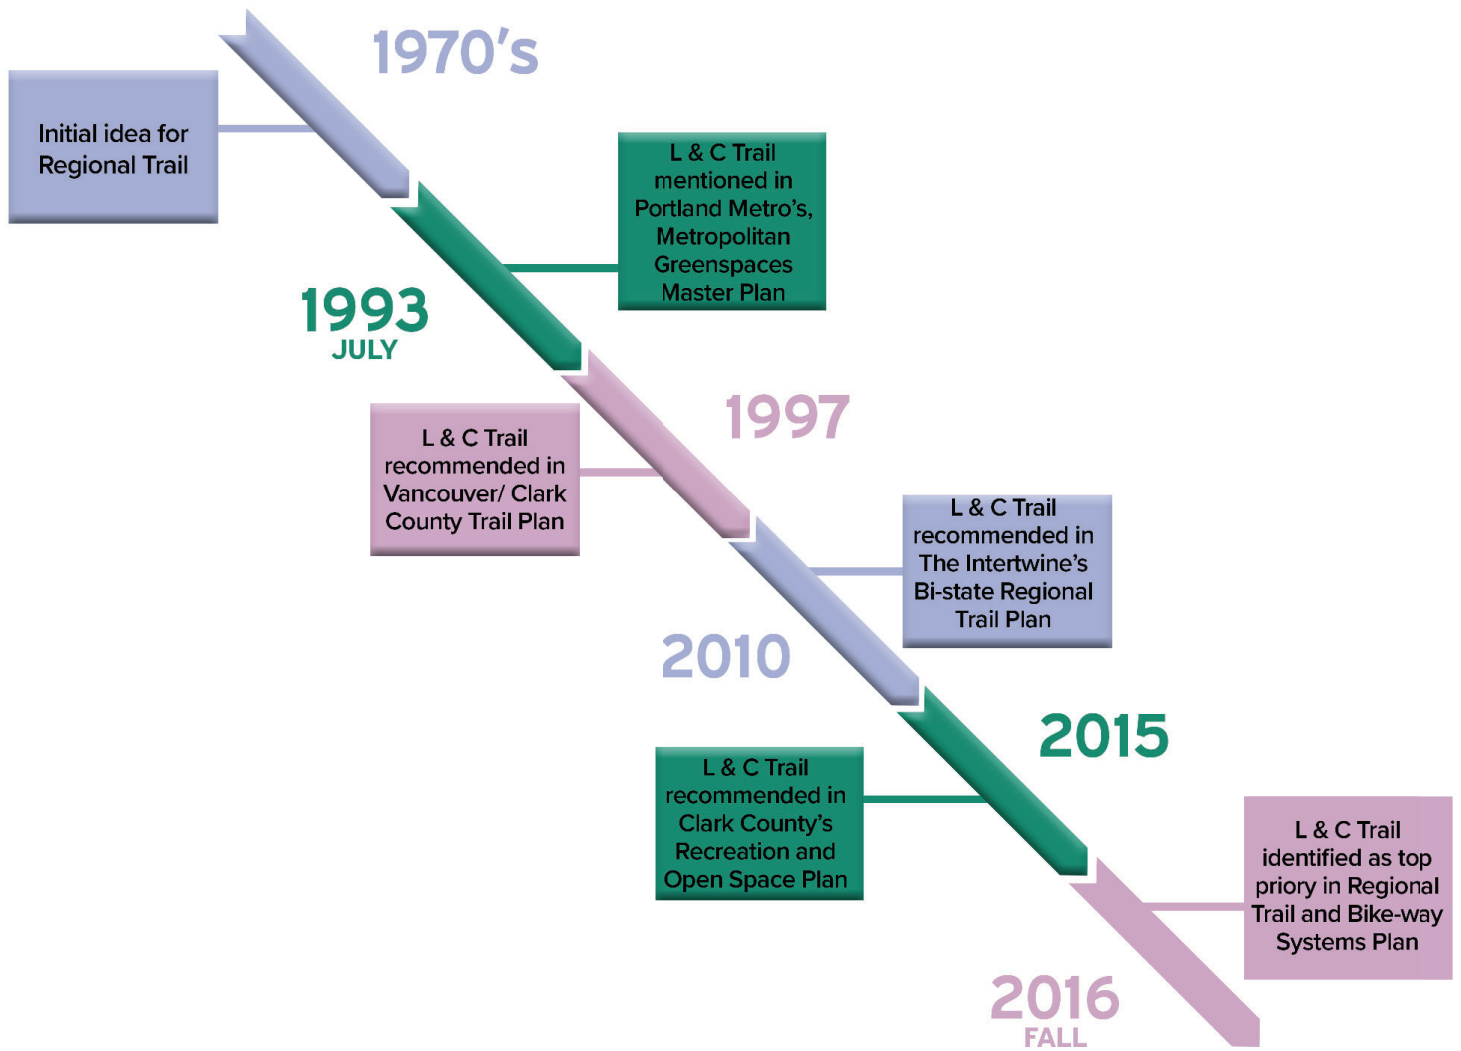 1970's
Initial idea for
Regional Trail
L & C Trail
mentioned in
Portland Metro’s,
Metropolitan
Greenspaces
Master Plan
1993
JULY
1997
L & C Trail
recommended in
Vancouver/ Clark
County Trail Plan
L & C Trail
recommended in
The Intertwine’s
Bi-state Regional
Trail Plan
2010
2015
L & C Trail
recommended in
Clark County’s
Recreation and
Open Space Plan
L & C Trail
identified as top
priory in Regional
Trail and Bike-way
Systems Plan
2016
FALL